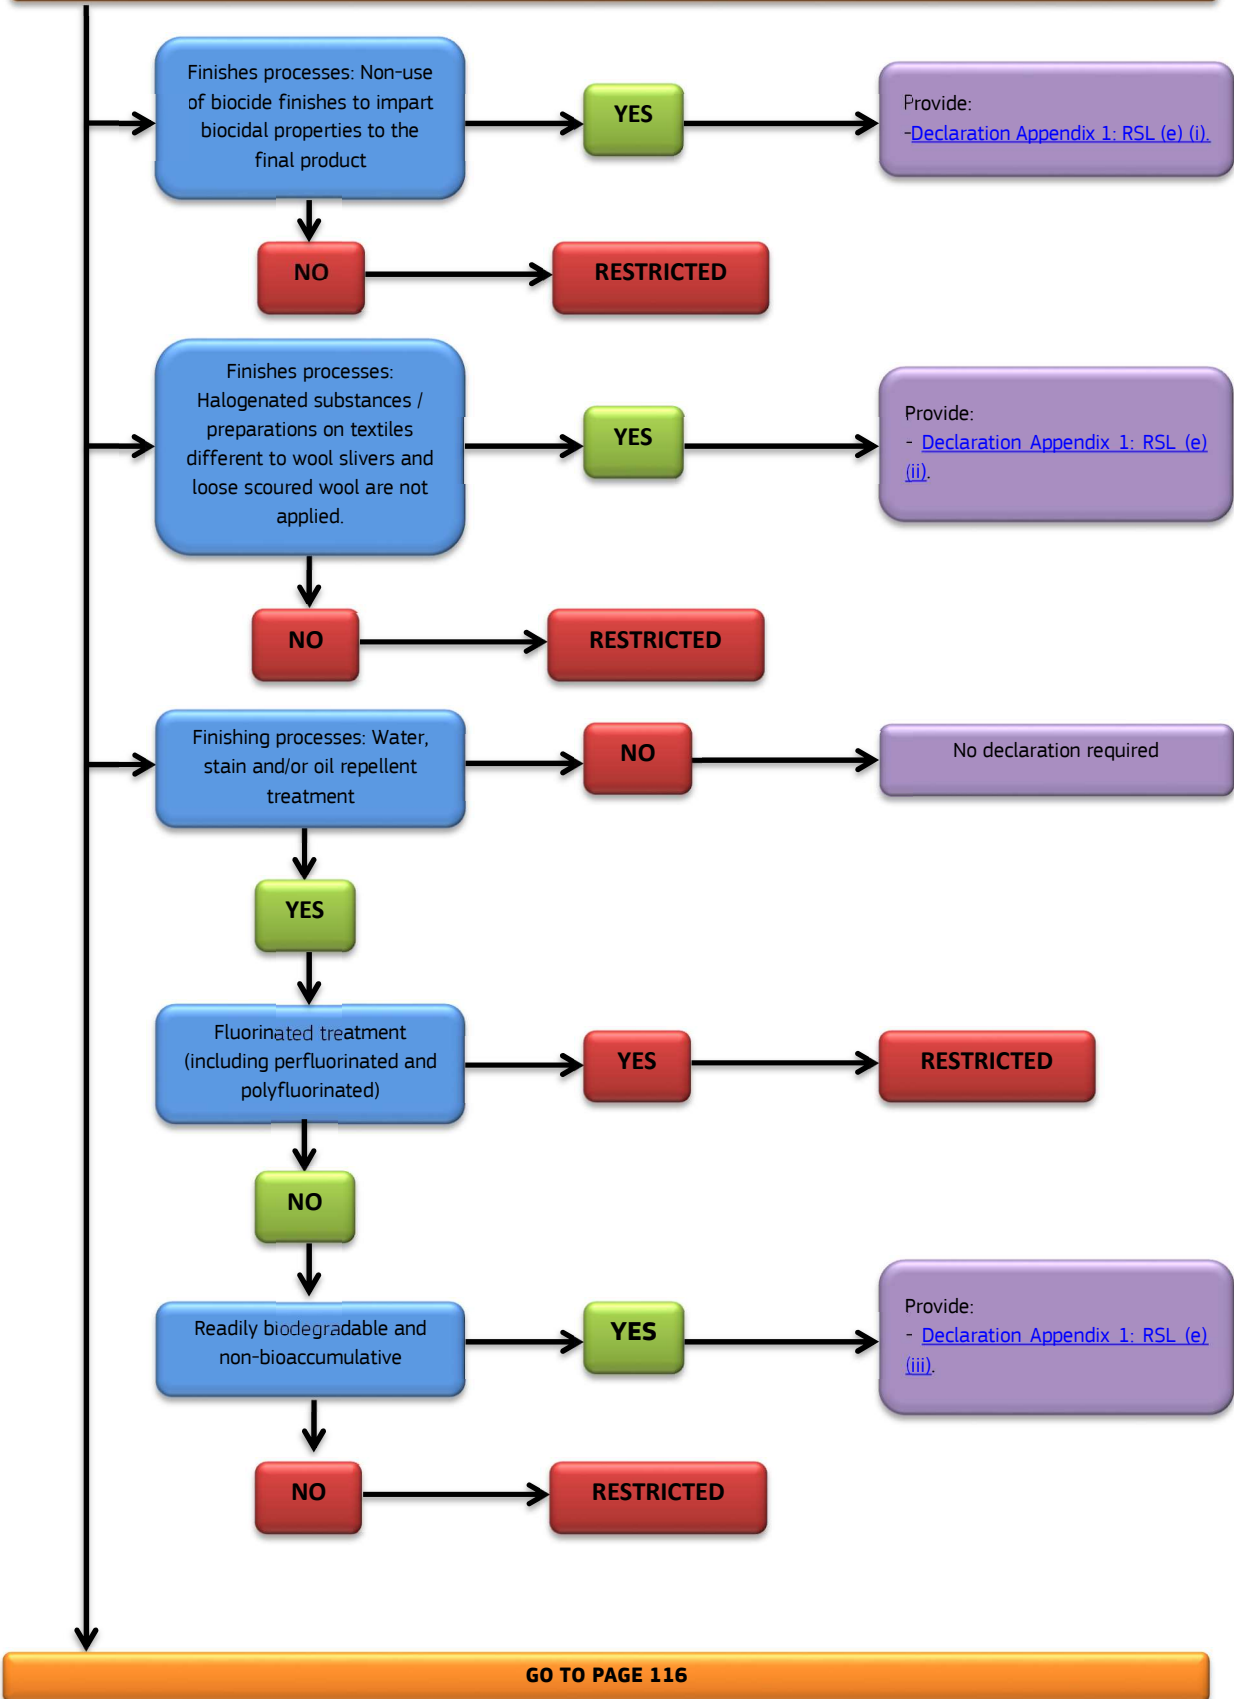 Finishes processes: Non-use
of biocide finishes to impart
biocidal properties to the
final product
YES
Provide:
-Declaration Appendix 1: RSL (e) (i).
NO
RESTRICTED
Finishes processes:
Halogenated substances /
preparations on textiles
different to wool slivers and
loose scoured wool are not
applied.
YES
Provide:
- Declaration Appendix 1: RSL (e)
(ii).
NO
RESTRICTED
Finishing processes: Water,
stain and/or oil repellent
treatment
NO
No declaration required
YES
Fluorinated treatment
(including perfluorinated and
polyfluorinated)
YES
RESTRICTED
NO
Readily biodegradable and
non-bioaccumulative
YES
Provide:
- Declaration Appendix 1: RSL (e)
(iii).
NO
RESTRICTED
GO TO PAGE 116